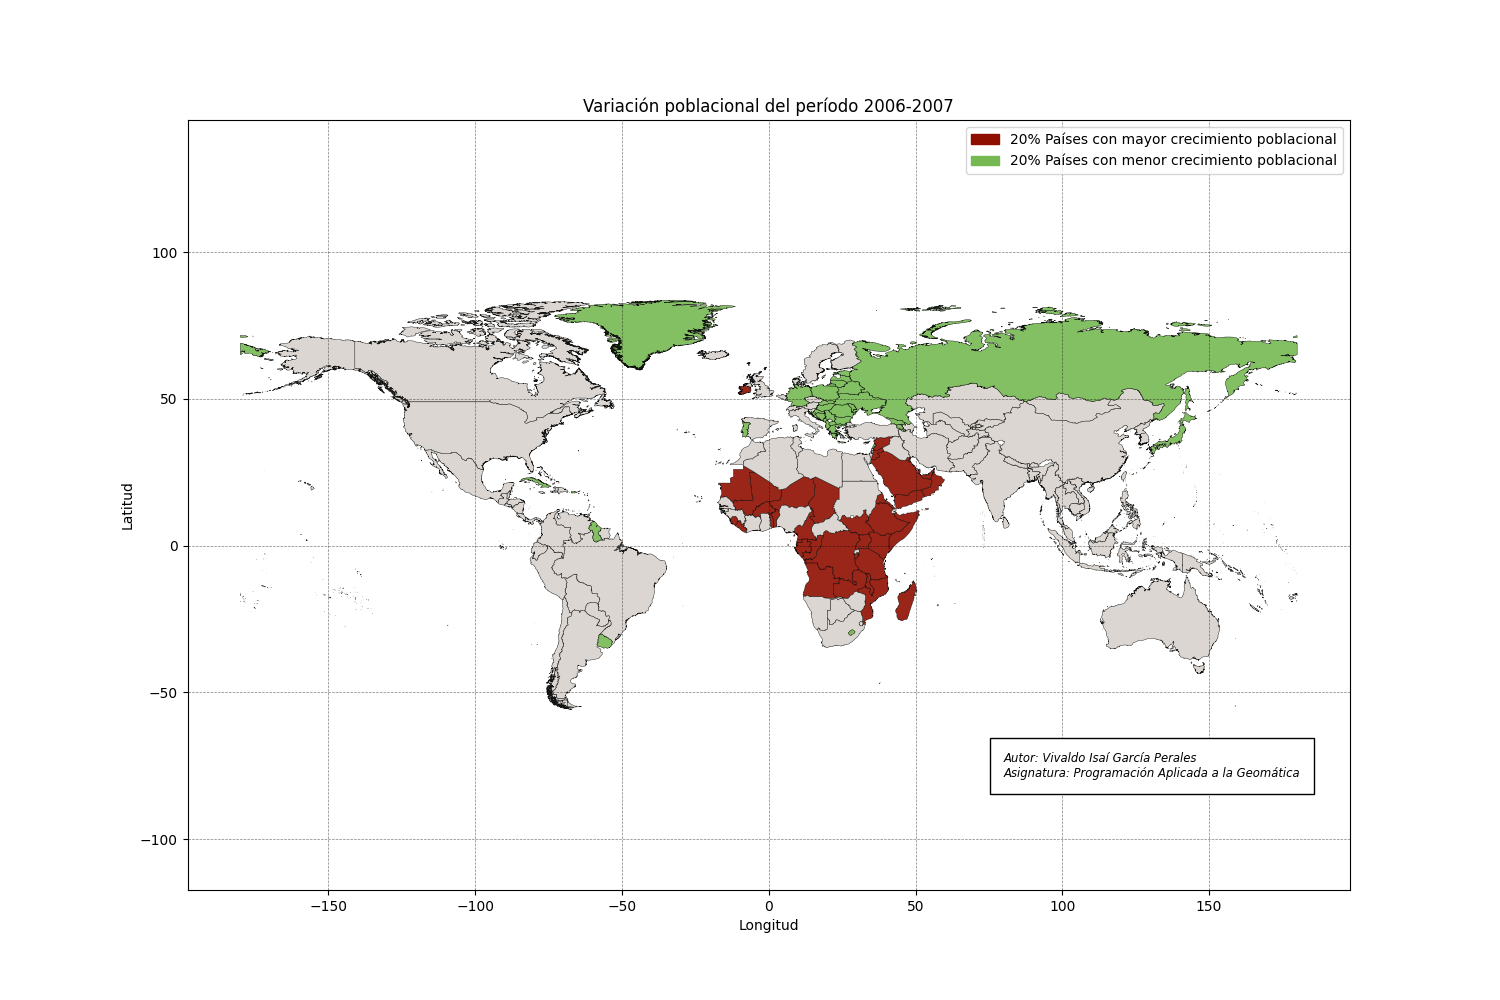 Variación poblacional del período 2006-2007
20% Países con mayor crecimiento poblacional
20% Países con menor crecimiento poblacional
100
50
0
−50
−100
Latitud
Autor: Vivaldo Isaí García Perales
Asignatura: Programación Aplicada a la Geomática
−150 −100 −50 0 50 100 150
Longitud